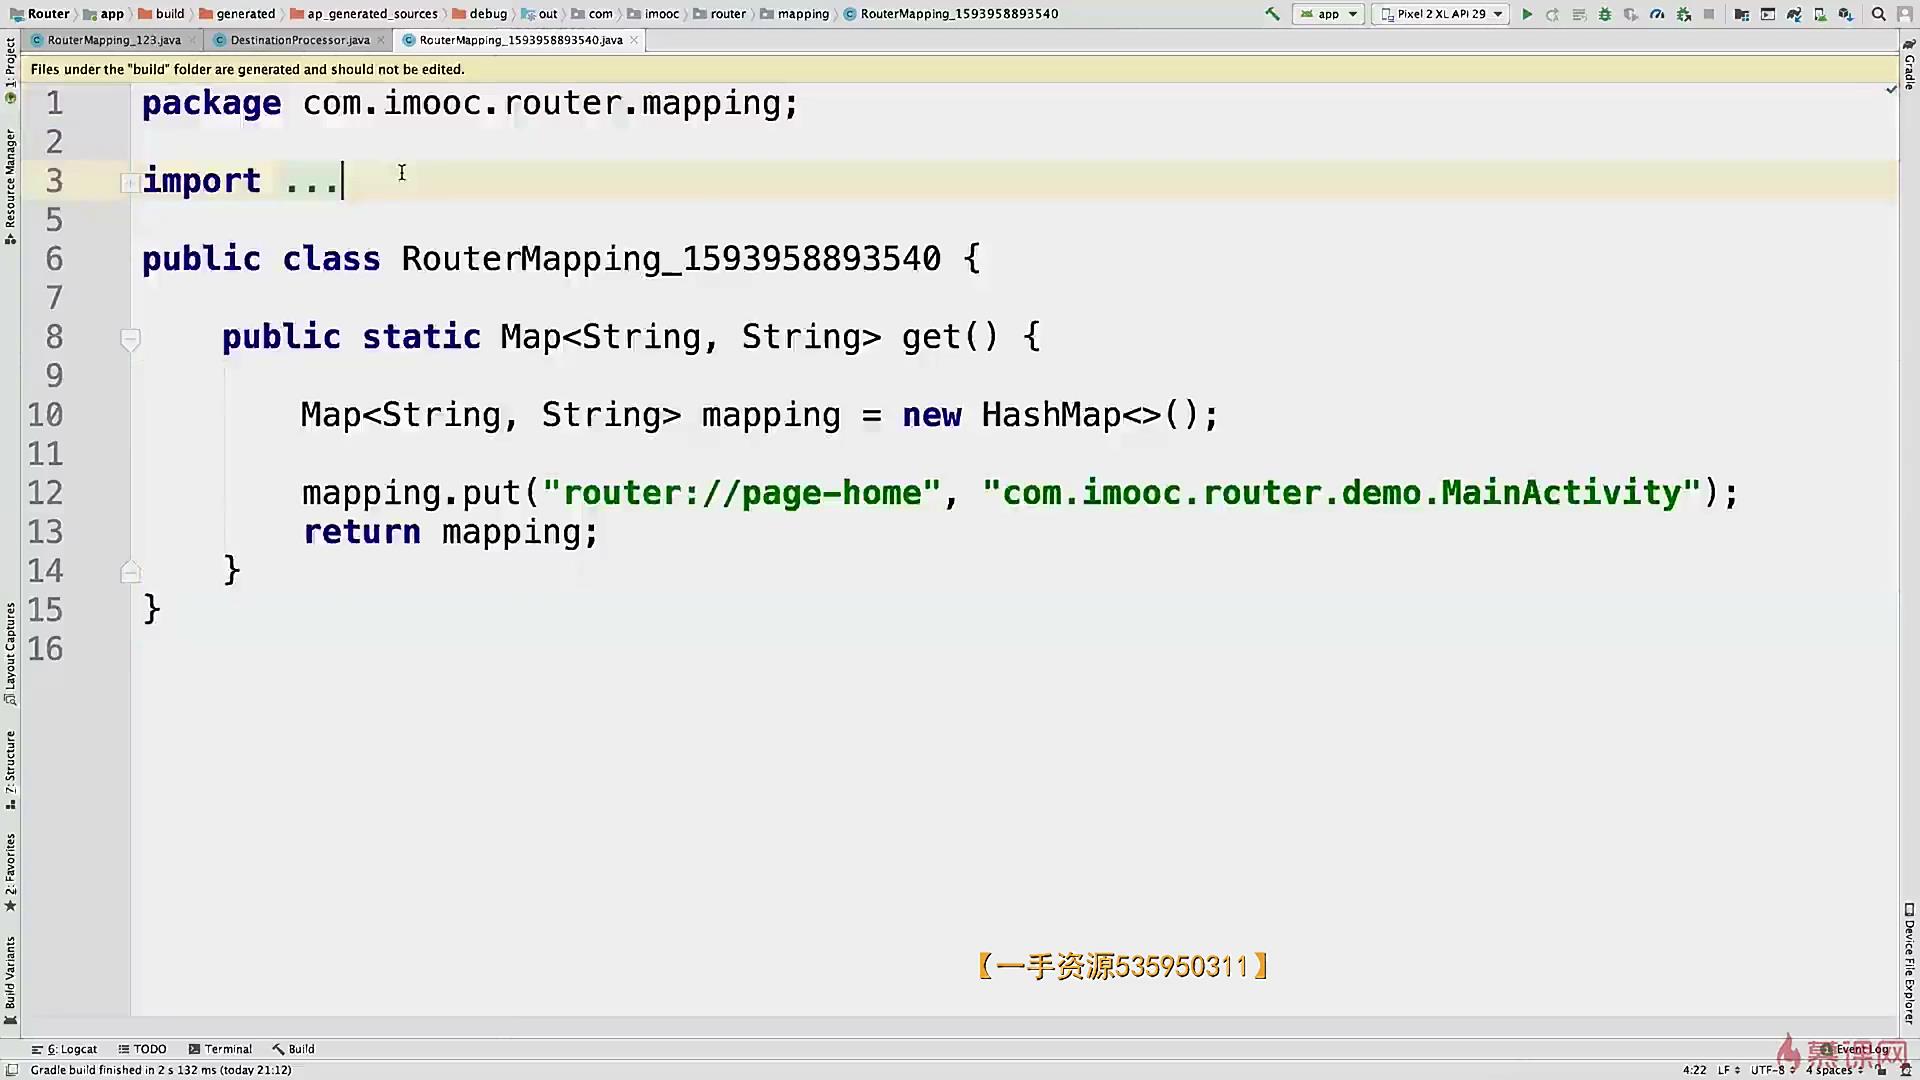 Router app build generated ap_generated_sources debug out com imooc router mapping RouterMapping_1593958893540 app Pixel 2 XL API 29
RouterMapping_123.java DestinationProcessor.java RouterMapping_1593958893540.java
Files under the "build" folder are generated and should not be edited.
1 package com.imooc.router.mapping;
2
3 import ...
5
6 public class RouterMapping_1593958893540 {
7
8 public static Map<String, String> get() {
9
10 Map<String, String> mapping = new HashMap<>();
11
12 mapping.put("router://page-home", "com.imooc.router.demo.MainActivity");
13 return mapping;
14 }
15 }
16
1: Project
Resource Manager
Layout Captures
7: Structure
2: Favorites
Build Variants
Gradle
Device File Explorer
【一手资源535950311】
6: Logcat TODO Terminal Build
Event Log
慕课网
Gradle build finished in 2 s 132 ms (today 21:12)
4:22 LF UTF-8 4 spaces